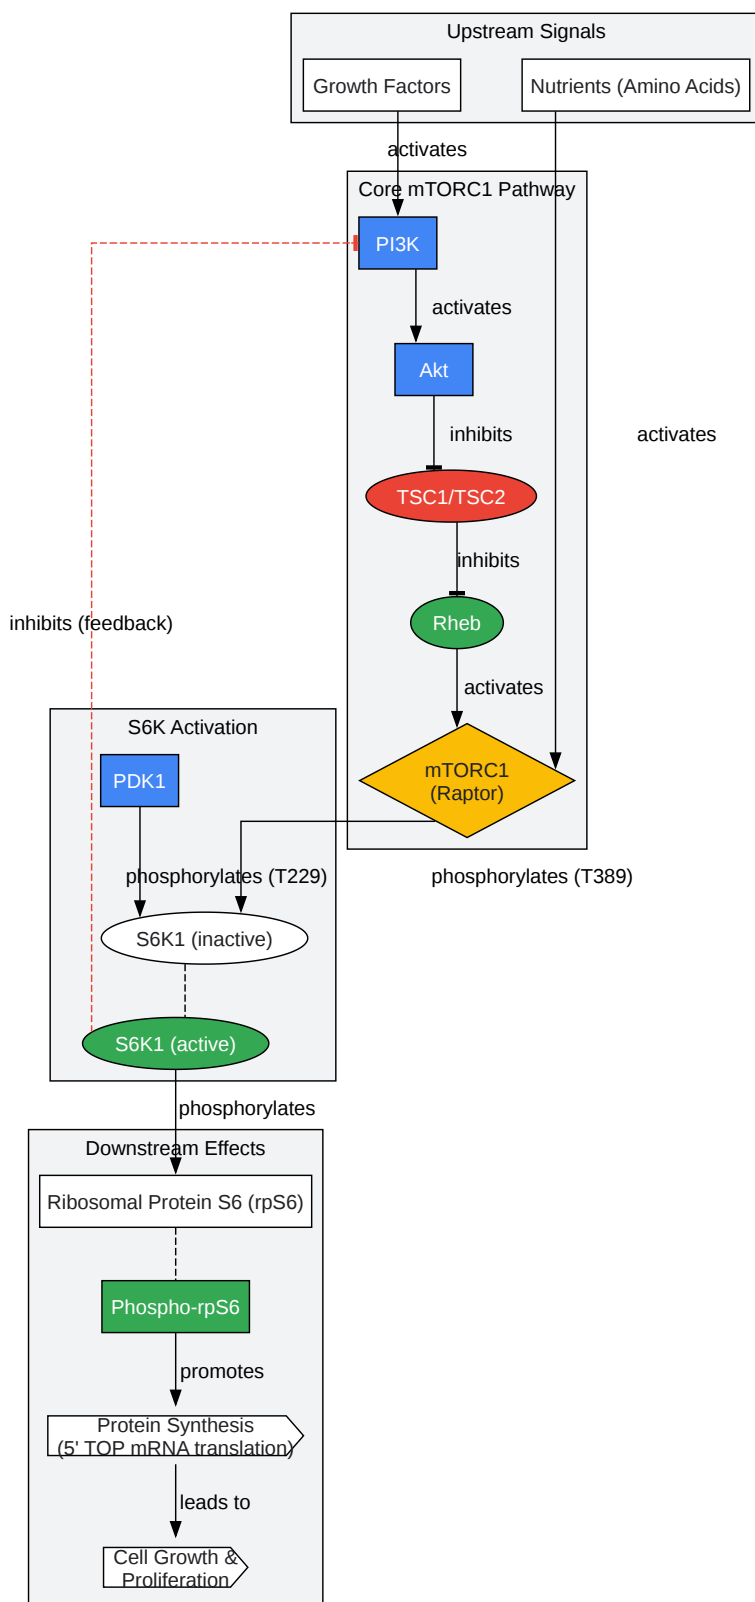 Upstream Signals
Growth Factors
Nutrients (Amino Acids)
activates
Core mTORC1 Pathway
PI3K
activates
Akt
inhibits
activates
TSC1/TSC2
inhibits
inhibits (feedback)
Rheb
activates
S6K Activation
PDK1
mTORC1
(Raptor)
phosphorylates (T229)
phosphorylates (T389)
S6K1 (inactive)
S6K1 (active)
phosphorylates
Downstream Effects
Ribosomal Protein S6 (rpS6)
Phospho-rpS6
promotes
Protein Synthesis
(5' TOP mRNA translation)
leads to
Cell Growth &
Proliferation